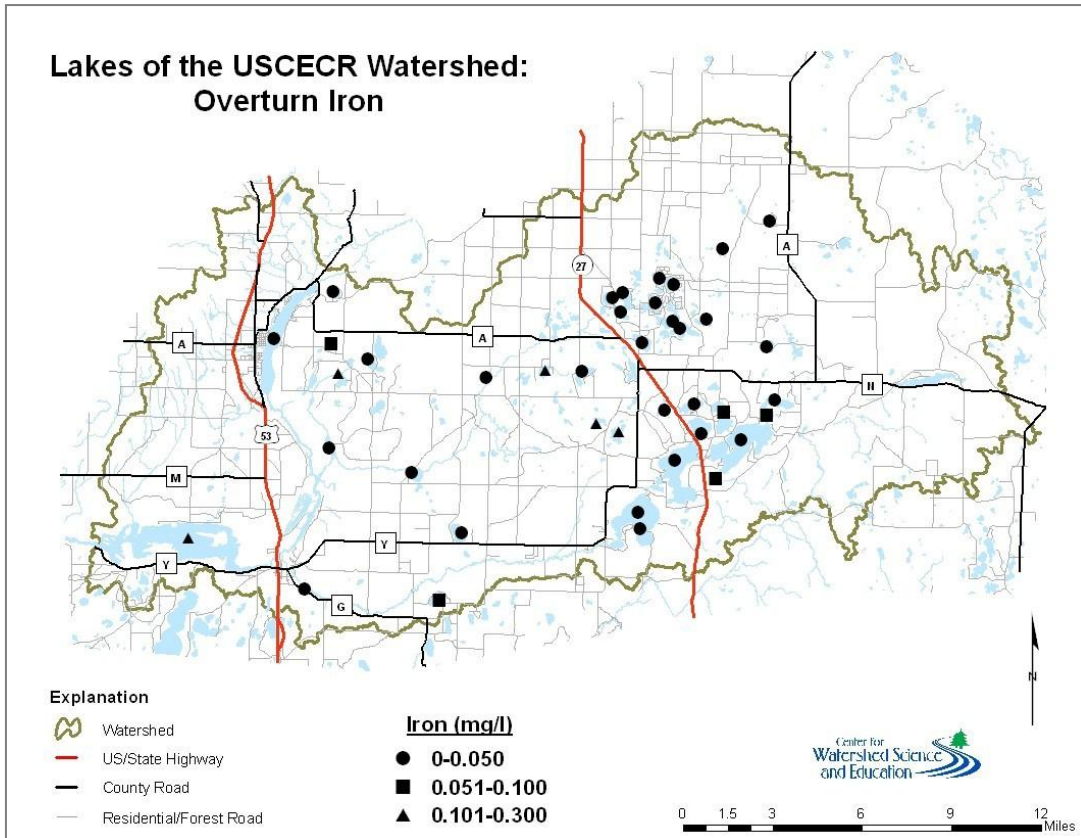 Lakes of the USCECR Watershed:
Overturn Iron
27
A
A
A
H
53
M
Y
Y
G
N
Explanation
Watershed
US/State Highway
County Road
Residential/Forest Road
Iron (mg/l)
0-0.050
0.051-0.100
0.101-0.300
Center for
Watershed Science
and Education
0 1.5 3 6 9 12
Miles